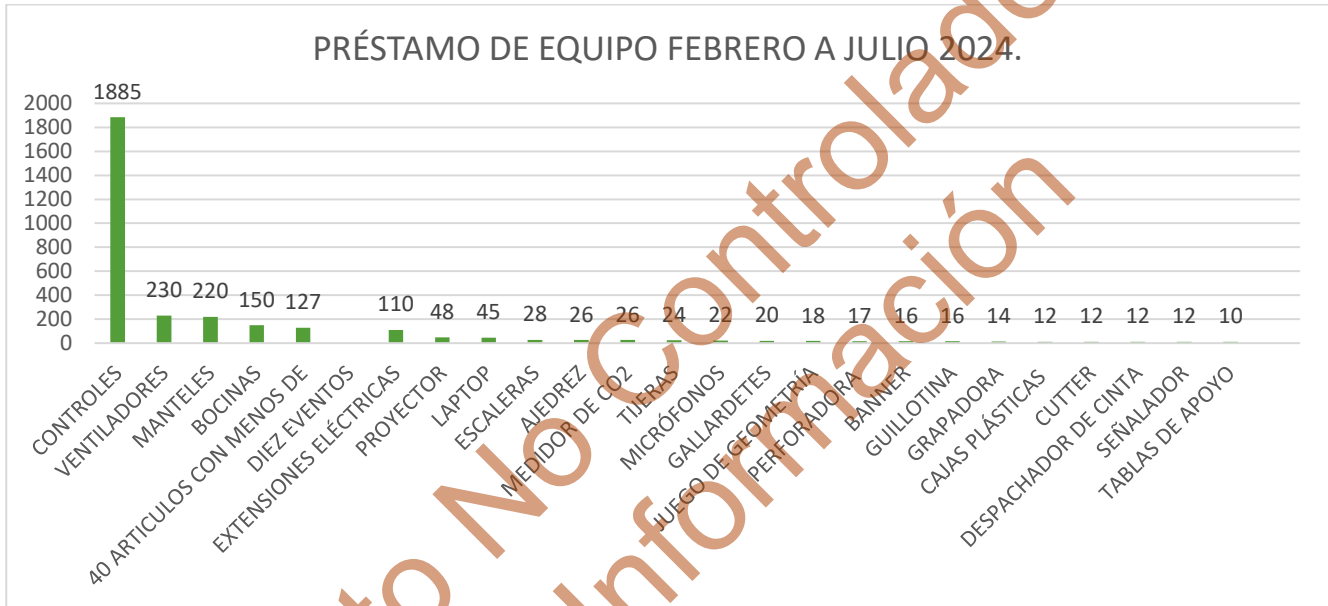 PRÉSTAMO DE EQUIPO FEBRERO A JULIO 2024.
1885
2000
1800
1600
1400
1200
1000
800
600
400
200
0
230
220
150
127
110
48
45
28
26
26
24
22
20
18
17
16
16
14
12
12
12
12
10
CONTROLES
VENTILADORES
MANTELES
BOCINAS
40 ARTICULOS CON MENOS DE
DIEZ EVENTOS
EXTENSIONES ELÉCTRICAS
PROYECTOR
LAPTOP
ESCALERAS
AJEDREZ
MEDIDOR DE CO2
TIJERAS
MICRÓFONOS
GALLARDETES
JUEGO DE GEOMETRÍA
PERFORADORA
BANNER
GUILLOTINA
GRAPADORA
CAJAS PLÁSTICAS
CUTTER
DESPACHADOR DE CINTA
SEÑALADOR
TABLAS DE APOYO
to No Controlado
Información